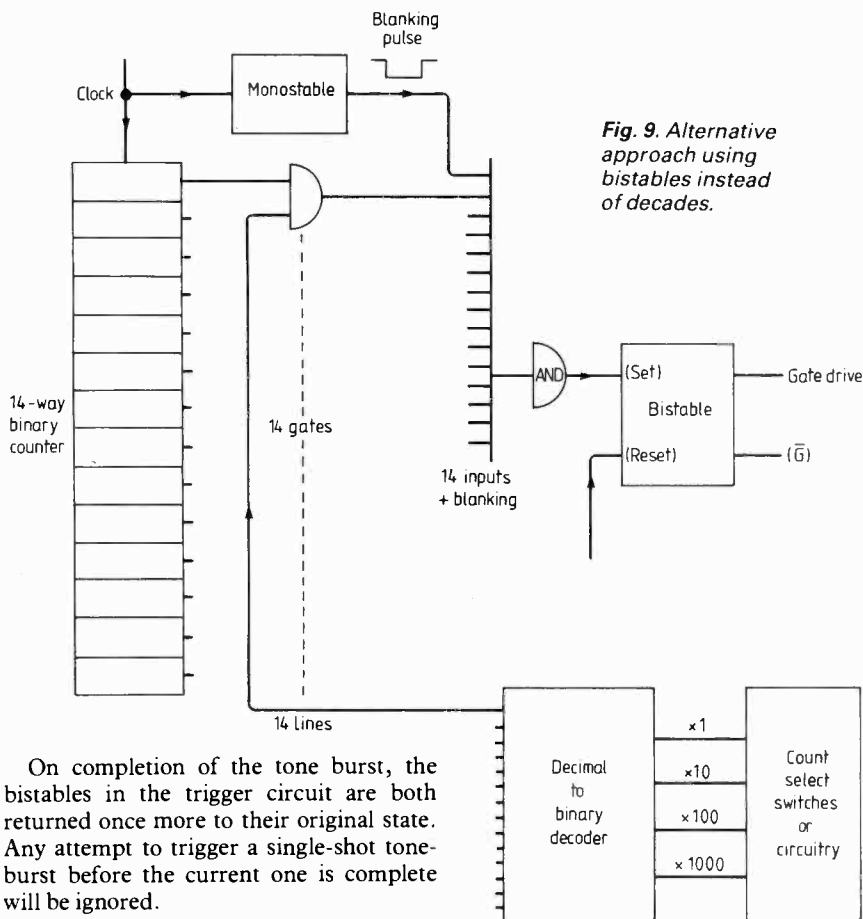 Blanking
pulse
Clock
Monostable
Fig. 9. Alternative
approach using
bistables instead
of decades.
14-way
binary
counter
14 gates
AND
(Set)
Bistable
(Reset)
Gate drive
(G̅)
14 inputs
+ blanking
14 lines
Decimal
to
binary
decoder
×1
×10
×100
×1000
Count
select
switches
or
circuitry
On completion of the tone burst, the
bistables in the trigger circuit are both
returned once more to their original state.
Any attempt to trigger a single-shot tone-
burst before the current one is complete
will be ignored.